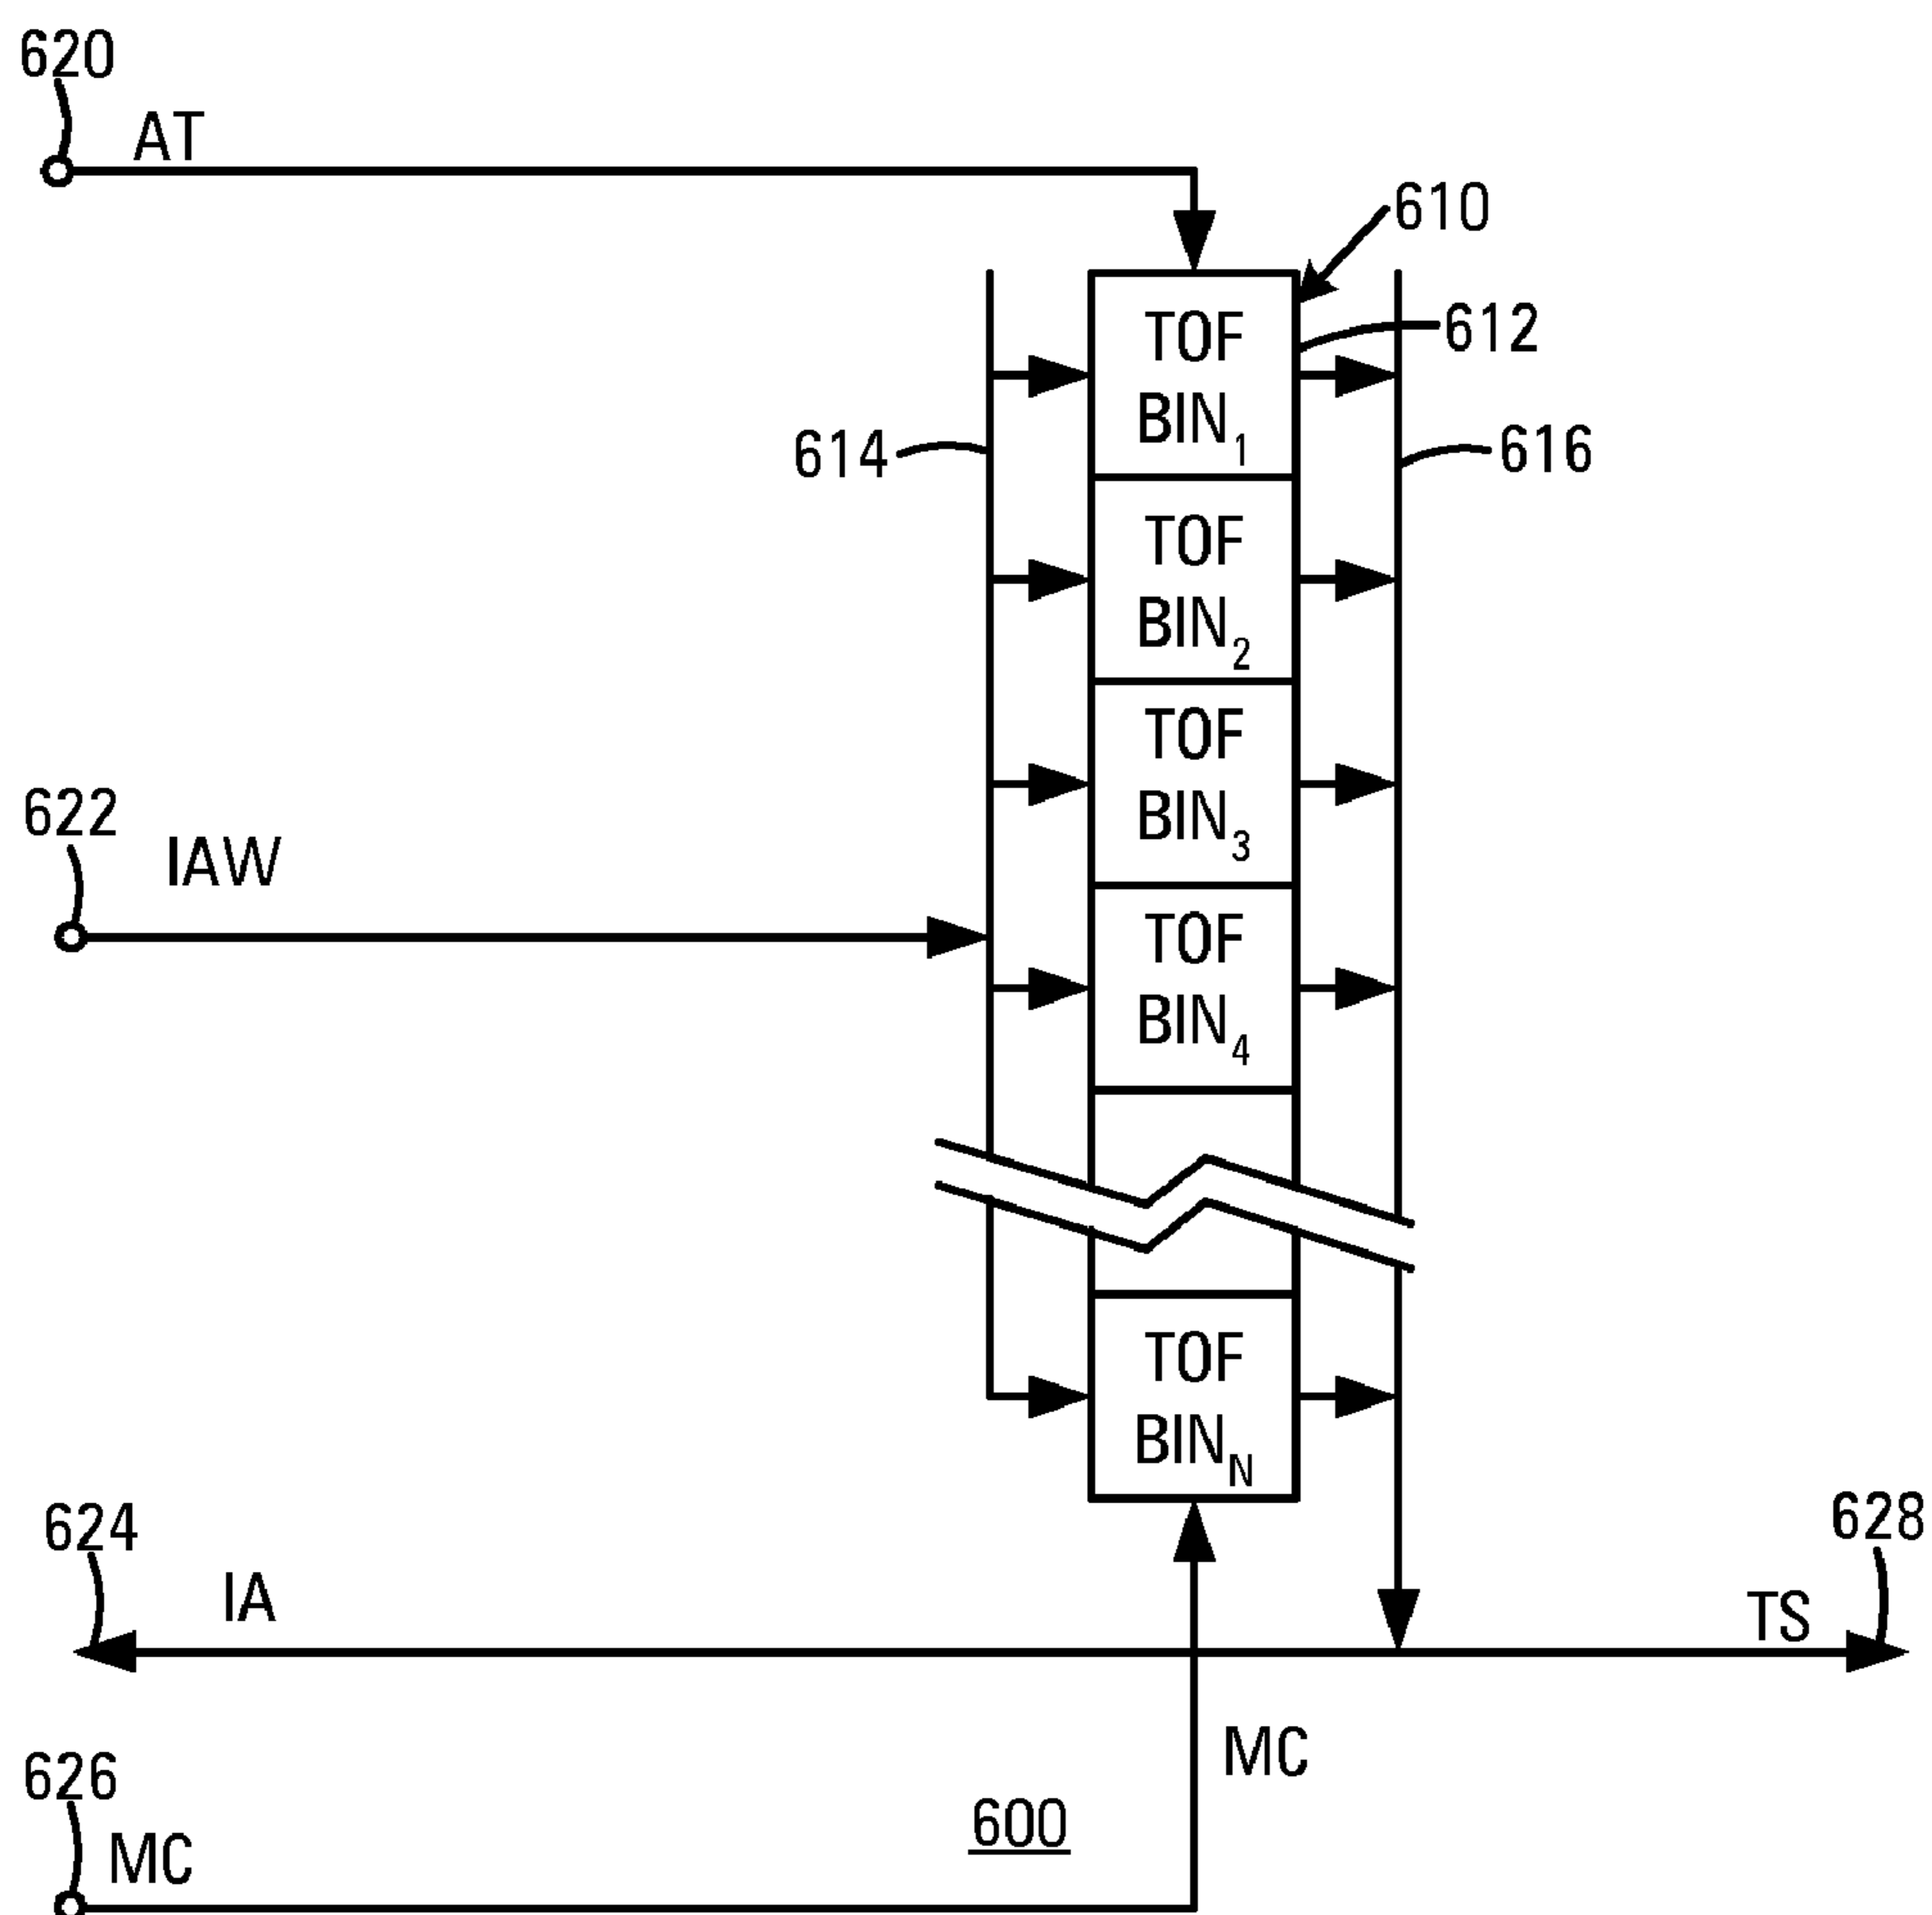 620
AT
610
TOF
BIN1
612
614
616
TOF
BIN2
TOF
BIN3
622
IAW
TOF
BIN4
TOF
BINN
624
IA
628
TS
MC
626
MC
600